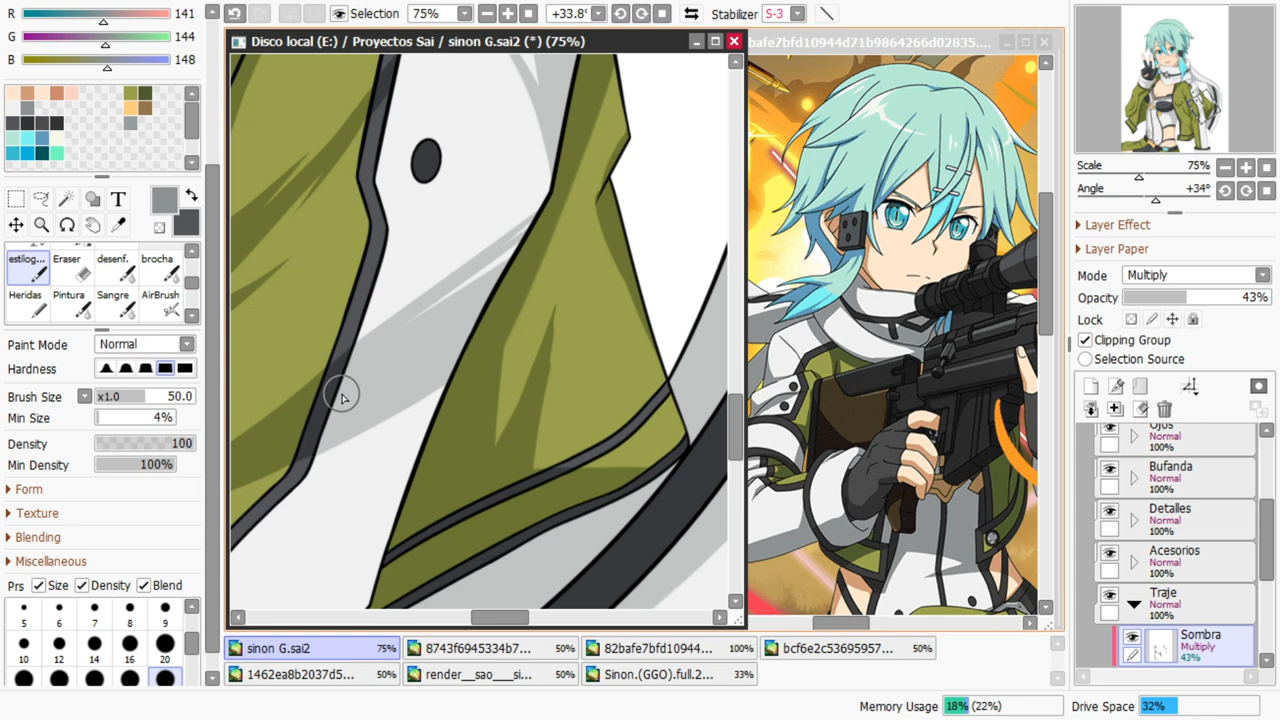 R 141
G 144
B 148
Selection 75% +33.8° Stabilizer S-3
Disco local (E:) / Proyectos Sai / sinon G.sai2 (*) (75%)
bafe7bfd10944d71b9864266d02835....
T
estilog... Eraser desenf. brocha
Heridas Pintura Sangre AirBrush
Paint Mode Normal
Hardness
Brush Size x1.0 50.0
Min Size 4%
Density 100
Min Density 100%
Form
Texture
Blending
Miscellaneous
Prs Size Density Blend
5 6 7 8 9
10 12 14 16 20
Scale 75%
Angle +34°
Layer Effect
Layer Paper
Mode Multiply
Opacity 43%
Lock
Clipping Group
Selection Source
Ojos
Normal
100%
Bufanda
Normal
100%
Detalles
Normal
100%
Acesorios
Normal
100%
Traje
Normal
100%
Sombra
Multiply
43%
sinon G.sai2 75%
8743f6945334b7... 50%
82bafe7bfd10944... 100%
bcf6e2c53695957... 50%
1462ea8b2037d5... 50%
render__sao___si... 50%
Sinon.(GGO).full.2... 33%
Memory Usage 18% (22%) Drive Space 32%